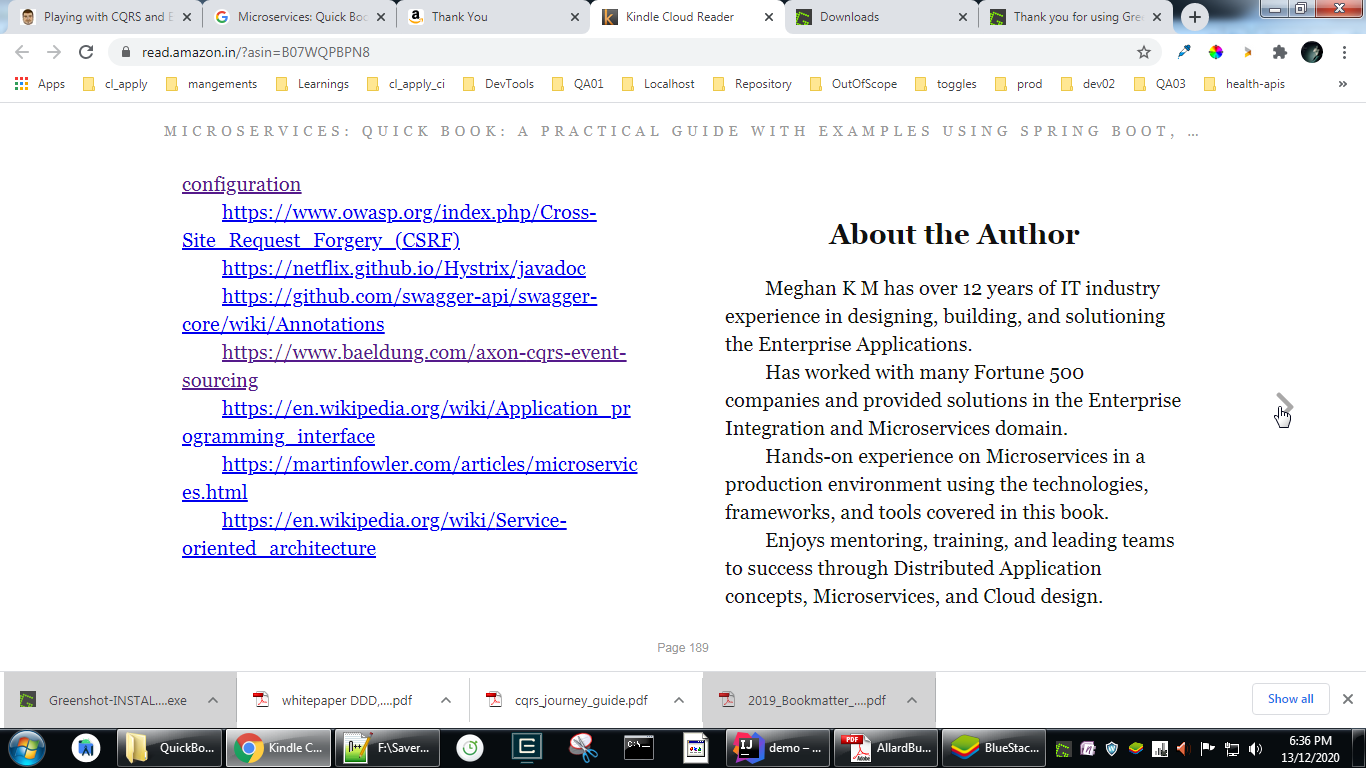 Playing with CQRS and E
Microservices: Quick Boo
Thank You
Kindle Cloud Reader
Downloads
Thank you for using Gre
read.amazon.in/?asin=B07WQPBPN8
Apps
cl_apply
mangements
Learnings
cl_apply_ci
DevTools
QA01
Localhost
Repository
OutOfScope
toggles
prod
dev02
QA03
health-apis
»
MICROSERVICES: QUICK BOOK: A PRACTICAL GUIDE WITH EXAMPLES USING SPRING BOOT, ...
configuration
https://www.owasp.org/index.php/Cross-
Site_Request_Forgery_(CSRF)
https://netflix.github.io/Hystrix/javadoc
https://github.com/swagger-api/swagger-
core/wiki/Annotations
https://www.baeldung.com/axon-cqrs-event-
sourcing
https://en.wikipedia.org/wiki/Application_pr
ogramming_interface
https://martinfowler.com/articles/microservic
es.html
https://en.wikipedia.org/wiki/Service-
oriented_architecture
About the Author
Meghan K M has over 12 years of IT industry
experience in designing, building, and solutioning
the Enterprise Applications.
Has worked with many Fortune 500
companies and provided solutions in the Enterprise
Integration and Microservices domain.
Hands-on experience on Microservices in a
production environment using the technologies,
frameworks, and tools covered in this book.
Enjoys mentoring, training, and leading teams
to success through Distributed Application
concepts, Microservices, and Cloud design.
Page 189
Greenshot-INSTAL....exe
whitepaper DDD,....pdf
cqrs_journey_guide.pdf
2019_Bookmatter_....pdf
Show all
QuickBo...
Kindle C...
F:\Saver...
demo – ...
AllardBu...
BlueStac...
6:36 PM
13/12/2020